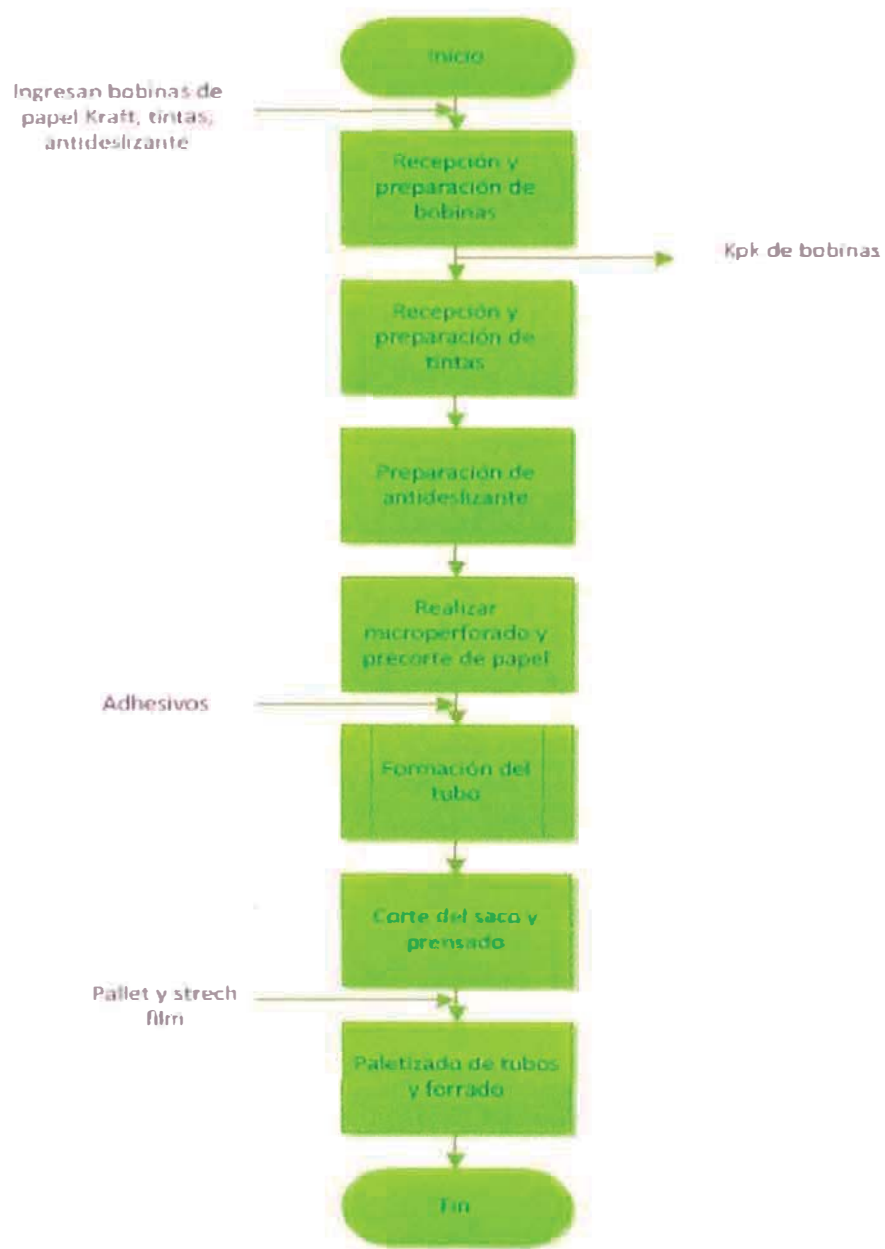 Inicio
Ingresan bobinas de
papel Kraft, tintas,
antideslizante
Recepción y
preparación de
bobinas
Kpk de bobinas
Recepción y
preparación de
tintas
Preparación de
antideslizante
Realizar
microperforado y
precorte de papel
Adhesivos
Formación del
tubo
Corte del saco y
prensado
Pallet y strech
film
Paletizado de tubos
y forrado
Fin